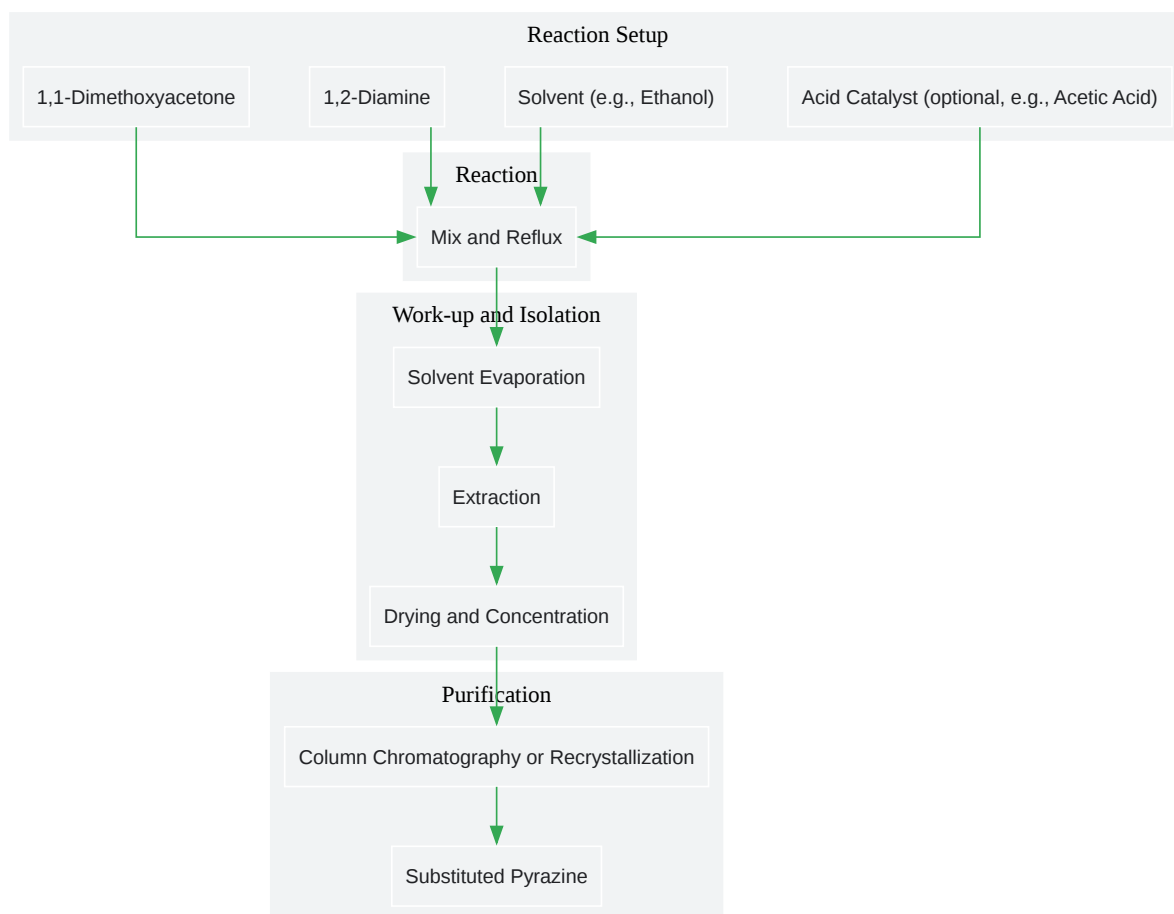 Reaction Setup
1,1-Dimethoxyacetone
1,2-Diamine
Solvent (e.g., Ethanol)
Acid Catalyst (optional, e.g., Acetic Acid)
Reaction
Mix and Reflux
Work-up and Isolation
Solvent Evaporation
Extraction
Drying and Concentration
Purification
Column Chromatography or Recrystallization
Substituted Pyrazine